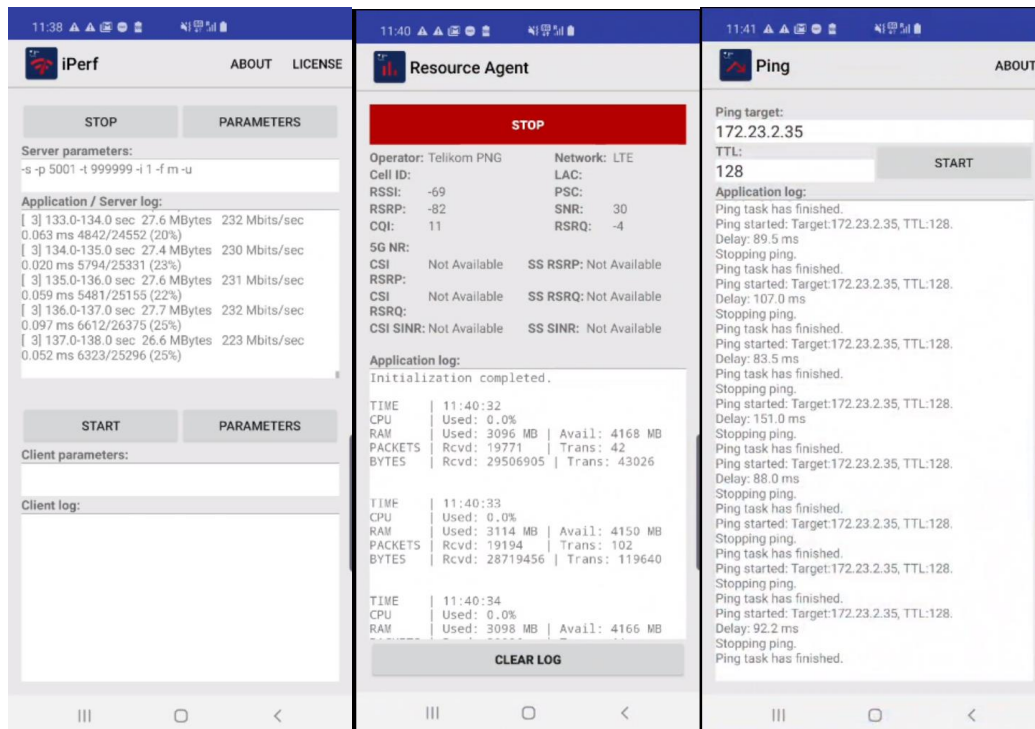 11:38
iPerf ABOUT LICENSE
STOP PARAMETERS
Server parameters:
-s -p 5001 -t 999999 -i 1 -f m -u
Application / Server log:
[ 3] 133.0-134.0 sec 27.6 MBytes 232 Mbits/sec
0.063 ms 4842/24552 (20%)
[ 3] 134.0-135.0 sec 27.4 MBytes 230 Mbits/sec
0.020 ms 5794/25331 (23%)
[ 3] 135.0-136.0 sec 27.6 MBytes 231 Mbits/sec
0.059 ms 5481/25155 (22%)
[ 3] 136.0-137.0 sec 27.7 MBytes 232 Mbits/sec
0.097 ms 6612/26375 (25%)
[ 3] 137.0-138.0 sec 26.6 MBytes 223 Mbits/sec
0.052 ms 6323/25296 (25%)
START PARAMETERS
Client parameters:
Client log:
11:40
Resource Agent
STOP
Operator: Telikom PNG Network: LTE
Cell ID: LAC:
RSSI: -69 PSC:
RSRP: -82 SNR: 30
CQI: 11 RSRQ: -4
5G NR:
CSI Not Available SS RSRP: Not Available
RSRP:
CSI Not Available SS RSRQ: Not Available
RSRQ:
CSI SINR: Not Available SS SINR: Not Available
Application log:
Initialization completed.
TIME | 11:40:32
CPU | Used: 0.0%
RAM | Used: 3096 MB | Avail: 4168 MB
PACKETS | Rcvd: 19771 | Trans: 42
BYTES | Rcvd: 29506905 | Trans: 43026
TIME | 11:40:33
CPU | Used: 0.0%
RAM | Used: 3114 MB | Avail: 4150 MB
PACKETS | Rcvd: 19194 | Trans: 102
BYTES | Rcvd: 28719456 | Trans: 119640
TIME | 11:40:34
CPU | Used: 0.0%
RAM | Used: 3098 MB | Avail: 4166 MB
CLEAR LOG
11:41
Ping ABOUT
Ping target:
172.23.2.35
TTL:
128 START
Application log:
Ping task has finished.
Ping started: Target:172.23.2.35, TTL:128.
Delay: 89.5 ms
Stopping ping.
Ping task has finished.
Ping started: Target:172.23.2.35, TTL:128.
Delay: 107.0 ms
Stopping ping.
Ping task has finished.
Ping started: Target:172.23.2.35, TTL:128.
Delay: 83.5 ms
Ping task has finished.
Stopping ping.
Ping started: Target:172.23.2.35, TTL:128.
Delay: 151.0 ms
Stopping ping.
Ping task has finished.
Ping started: Target:172.23.2.35, TTL:128.
Delay: 88.0 ms
Stopping ping.
Ping task has finished.
Ping started: Target:172.23.2.35, TTL:128.
Stopping ping.
Ping task has finished.
Ping started: Target:172.23.2.35, TTL:128.
Stopping ping.
Ping task has finished.
Ping started: Target:172.23.2.35, TTL:128.
Delay: 92.2 ms
Stopping ping.
Ping task has finished.